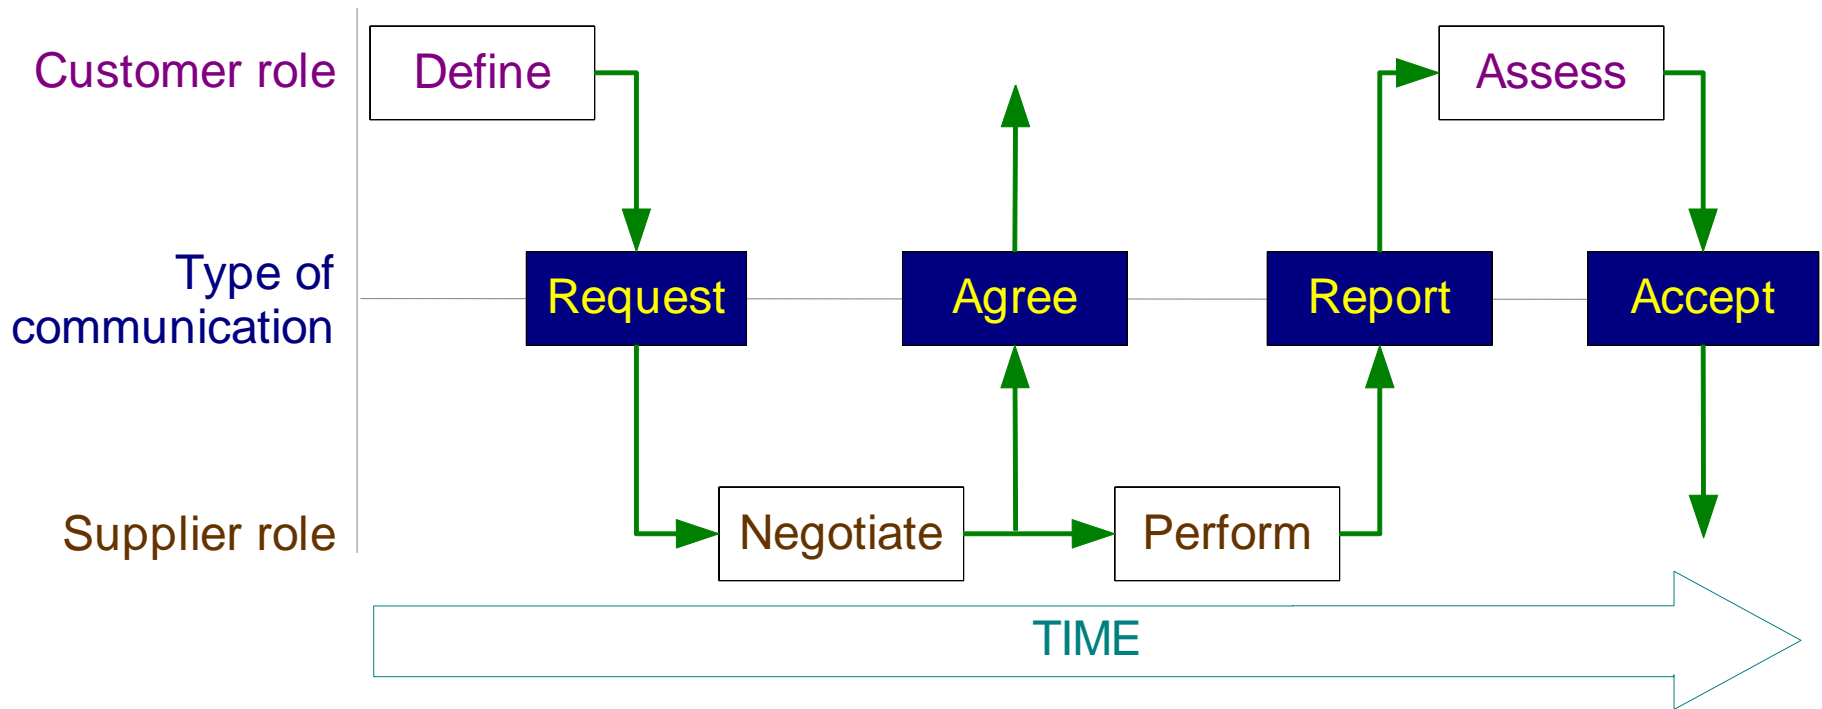 Customer role
Define
Assess
Type of
communication
Request
Agree
Report
Accept
Supplier role
Negotiate
Perform
TIME